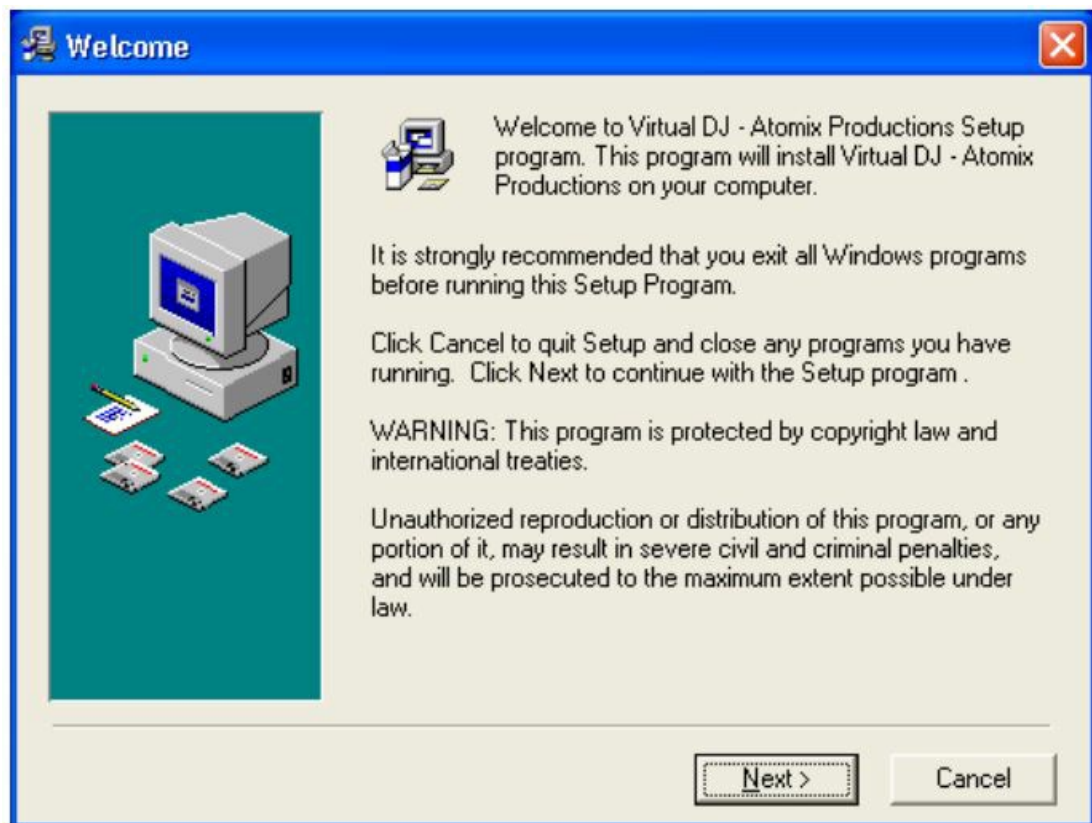 Welcome
Welcome to Virtual DJ - Atomix Productions Setup
program. This program will install Virtual DJ - Atomix
Productions on your computer.
It is strongly recommended that you exit all Windows programs
before running this Setup Program.
Click Cancel to quit Setup and close any programs you have
running.  Click Next to continue with the Setup program .
WARNING: This program is protected by copyright law and
international treaties.
Unauthorized reproduction or distribution of this program, or any
portion of it, may result in severe civil and criminal penalties,
and will be prosecuted to the maximum extent possible under
law.
Next >
Cancel